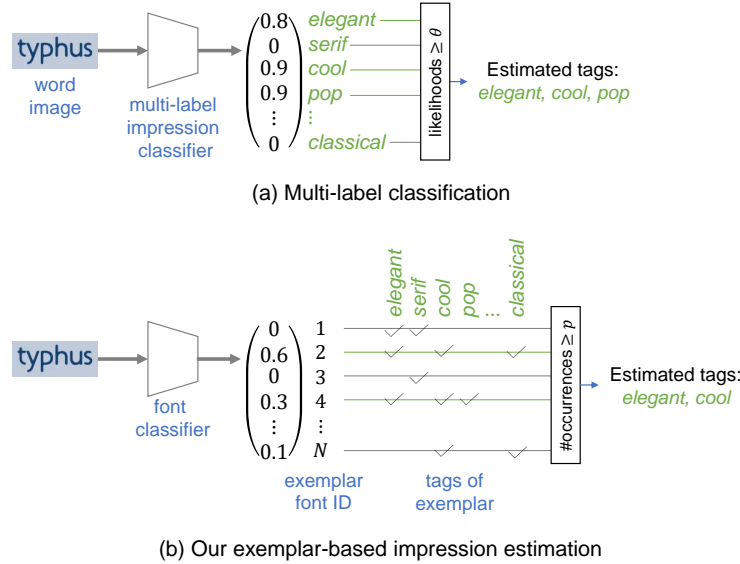 typhus
word
image
multi-label
impression
classifier
0.8
0
0.9
0.9
⋮
0
elegant
serif
cool
pop
⋮
classical
likelihoods ≥ θ
Estimated tags:
elegant, cool, pop
(a) Multi-label classification
elegant
serif
cool
pop
...
classical
typhus
font
classifier
0
0.6
0
0.3
⋮
0.1
1
2
3
4
⋮
N
exemplar
font ID
tags of
exemplar
#occurrences ≥ p
Estimated tags:
elegant, cool
(b) Our exemplar-based impression estimation